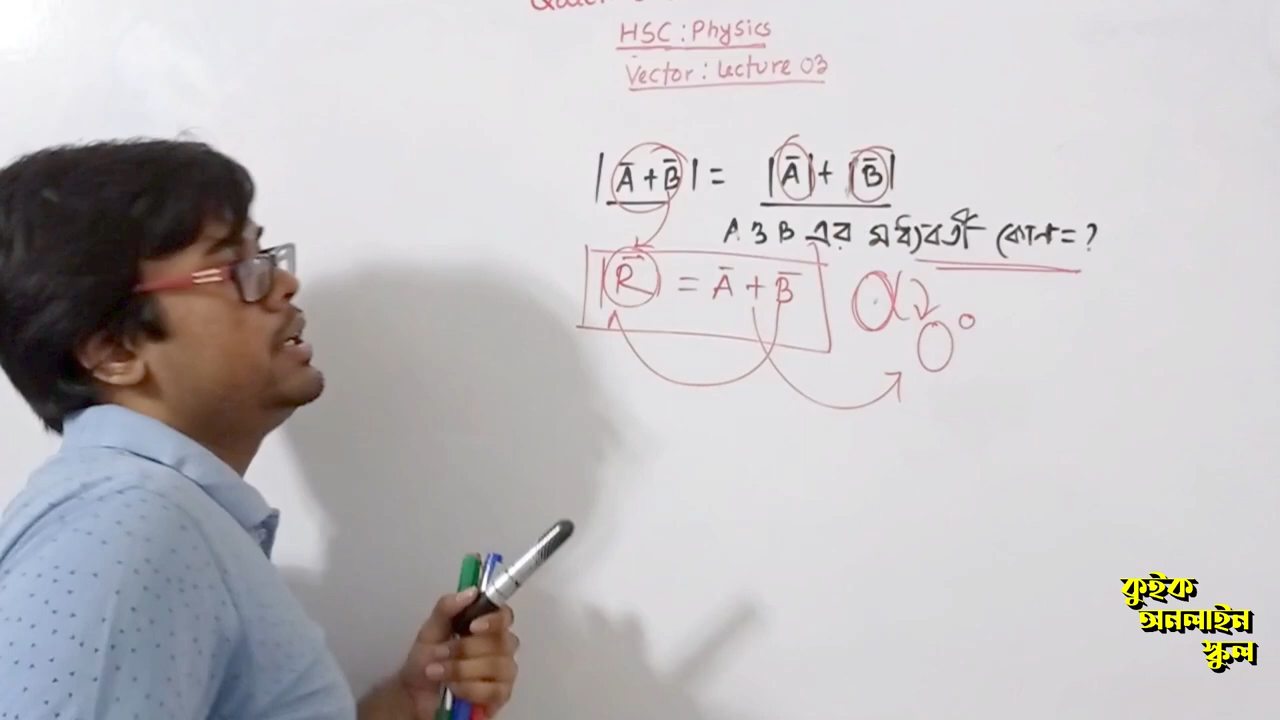 HSC : Physics
Vector : Lecture 03
|A̅ + B̅| = |A̅| + |B̅|
A ও B এর মধ্যবর্তী কোণ = ?
|R̅ = A̅ + B̅
α
0°
কুইক
অনলাইন
স্কুল